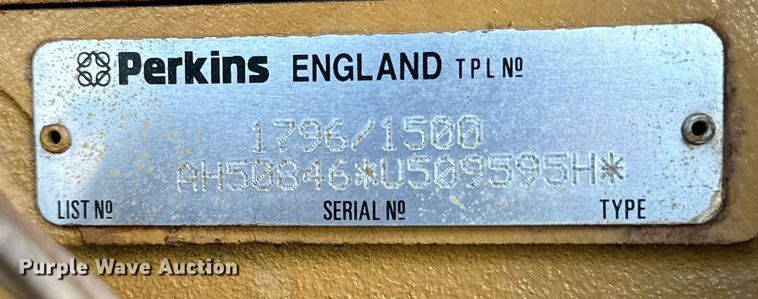 Perkins ENGLAND TPL Nº
1796/1500
AH50846*U509595H*
LIST Nº SERIAL Nº TYPE
Purple Wave Auction